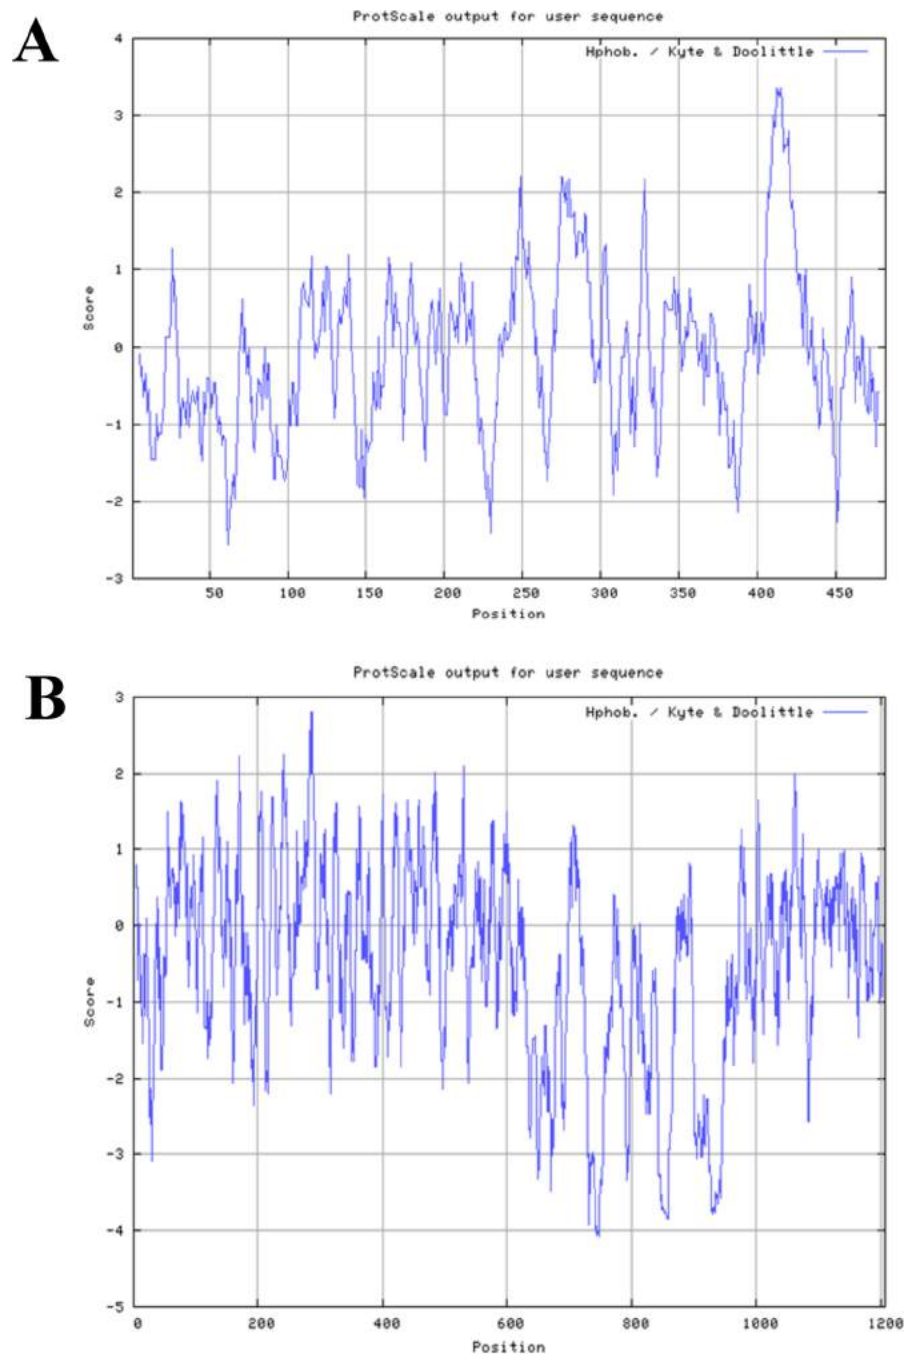 A
ProtScale output for user sequence
Hphob. / Kyte & Doolittle
4
3
2
1
0
-1
-2
-3
Score
50 100 150 200 250 300 350 400 450
Position
B
ProtScale output for user sequence
Hphob. / Kyte & Doolittle
3
2
1
0
-1
-2
-3
-4
-5
Score
0 200 400 600 800 1000 1200
Position